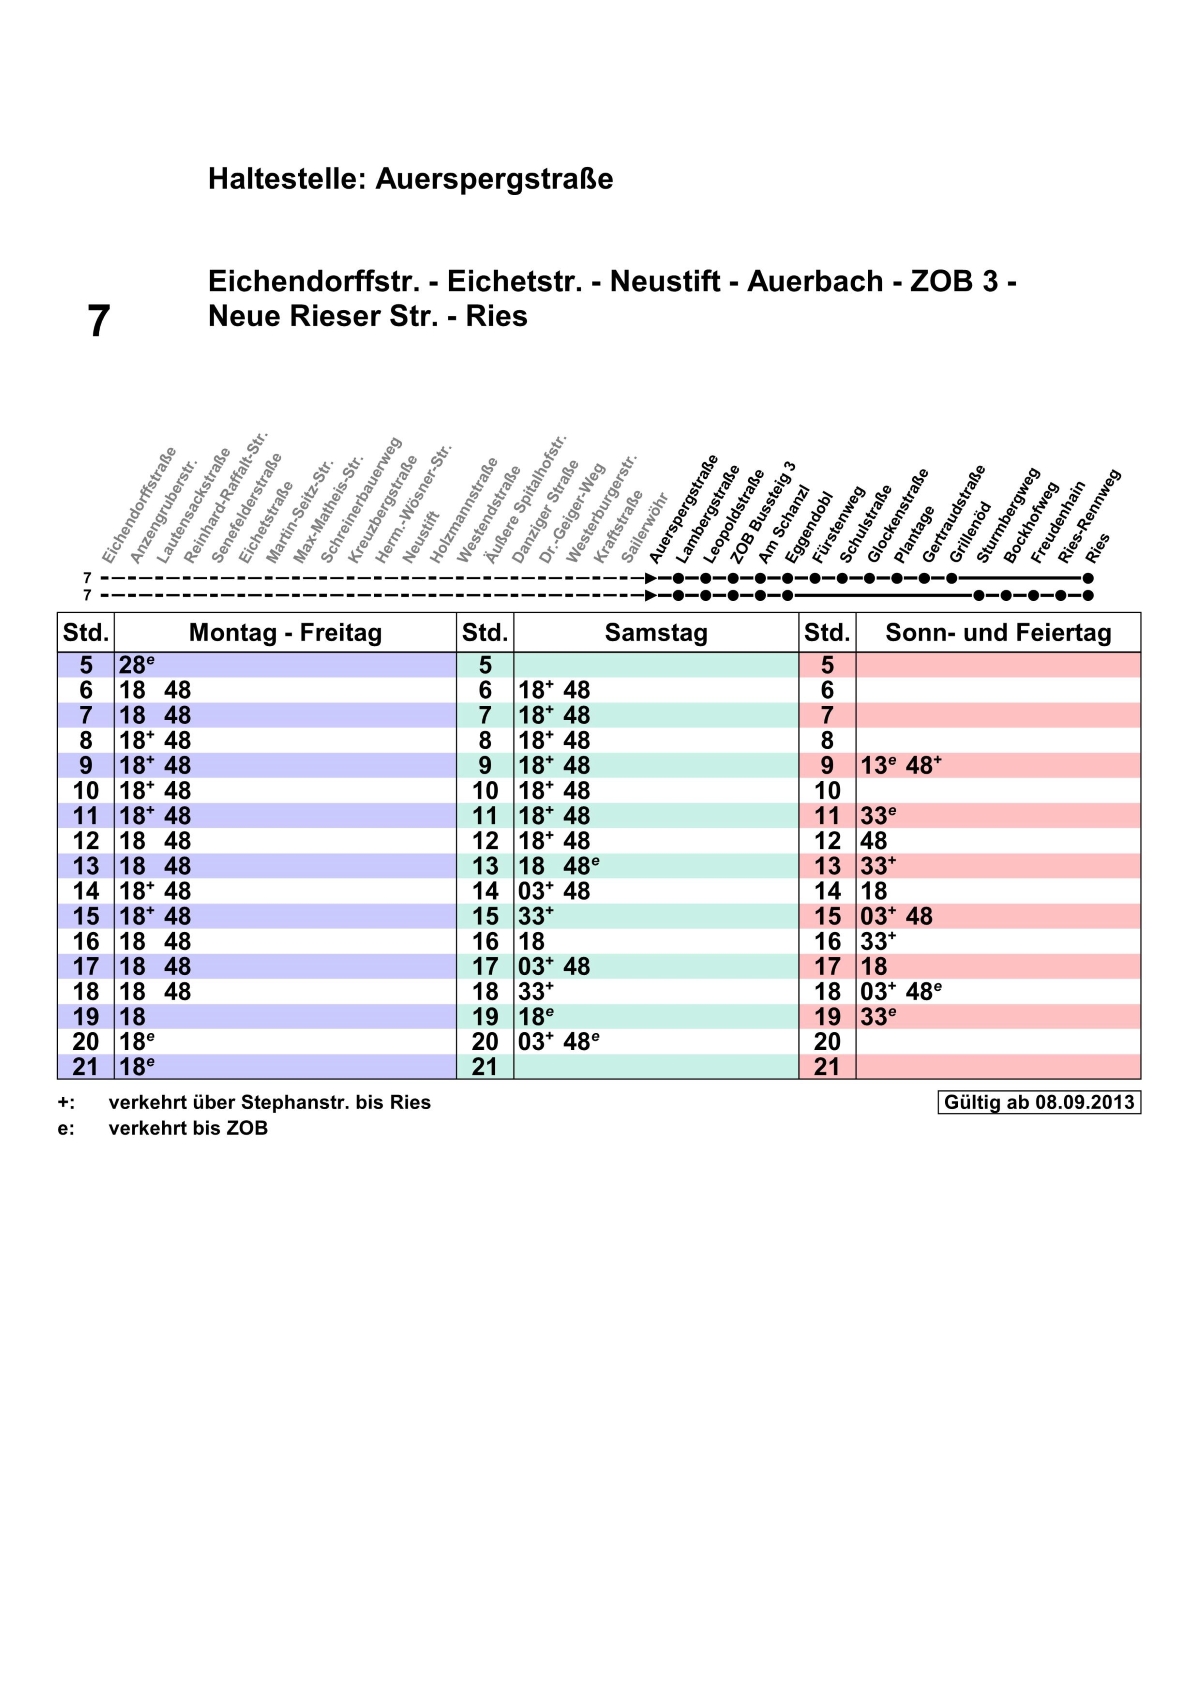 Haltestelle: Auerspergstraße
Eichendorffstr. - Eichetstr. - Neustift - Auerbach - ZOB 3 -
7
Neue Rieser Str. - Ries
Eichendorffstraße
Anzengruberstr.
Lautensackstraße
Reinhard-Raffalt-Str.
Senefelderstraße
Eichetstraße
Martin-Seitz-Str.
Max-Matheis-Str.
Schreinerbauerweg
Kreuzbergstraße
Herm.-Wösner-Str.
Neustift
Holzmannstraße
Westendstraße
Äußere Spitalhofstr.
Danziger Straße
Dr.-Geiger-Weg
Westerburgerstr.
Kraftstraße
Sailerwöhr
Auerspergstraße
Lambergstraße
Leopoldstraße
ZOB Bussteig 3
Am Schanzl
Eggendobl
Fürstenweg
Schulstraße
Glockenstraße
Plantage
Gertraudstraße
Grillenöd
Sturmbergweg
Bockhofweg
Freudenhain
Ries-Rennweg
Ries
7
7
Std. Montag - Freitag Std. Samstag Std. Sonn- und Feiertag
5 28e 5 5
6 18 48 6 18+ 48 6
7 18 48 7 18+ 48 7
8 18+ 48 8 18+ 48 8
9 18+ 48 9 18+ 48 9 13e 48+
10 18+ 48 10 18+ 48 10
11 18+ 48 11 18+ 48 11 33e
12 18 48 12 18+ 48 12 48
13 18 48 13 18 48e 13 33+
14 18+ 48 14 03+ 48 14 18
15 18+ 48 15 33+ 15 03+ 48
16 18 48 16 18 16 33+
17 18 48 17 03+ 48 17 18
18 18 48 18 33+ 18 03+ 48e
19 18 19 18e 19 33e
20 18e 20 03+ 48e 20
21 18e 21 21
+: verkehrt über Stephanstr. bis Ries Gültig ab 08.09.2013
e: verkehrt bis ZOB